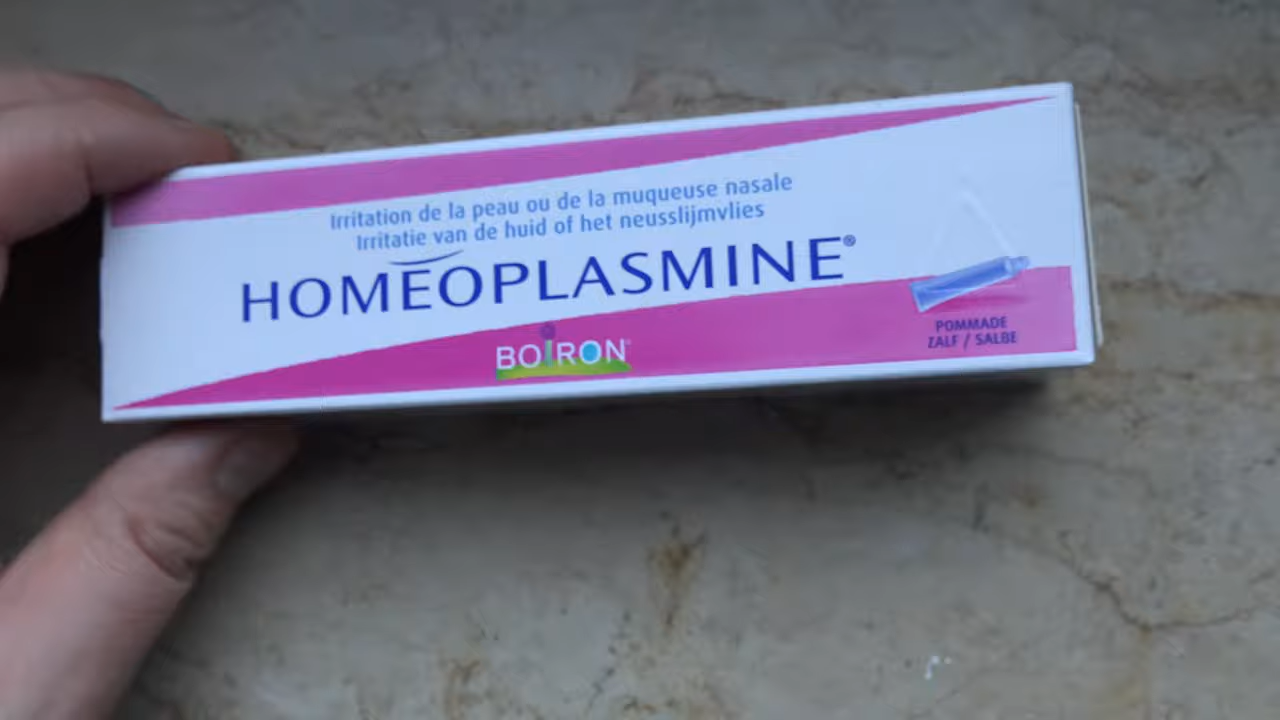 Irritation de la peau ou de la muqueuse nasale
Irritatie van de huid of het neusslijmvlies
HOMÉOPLASMINE®
BOIRON®
POMMADE
ZALF / SALBE